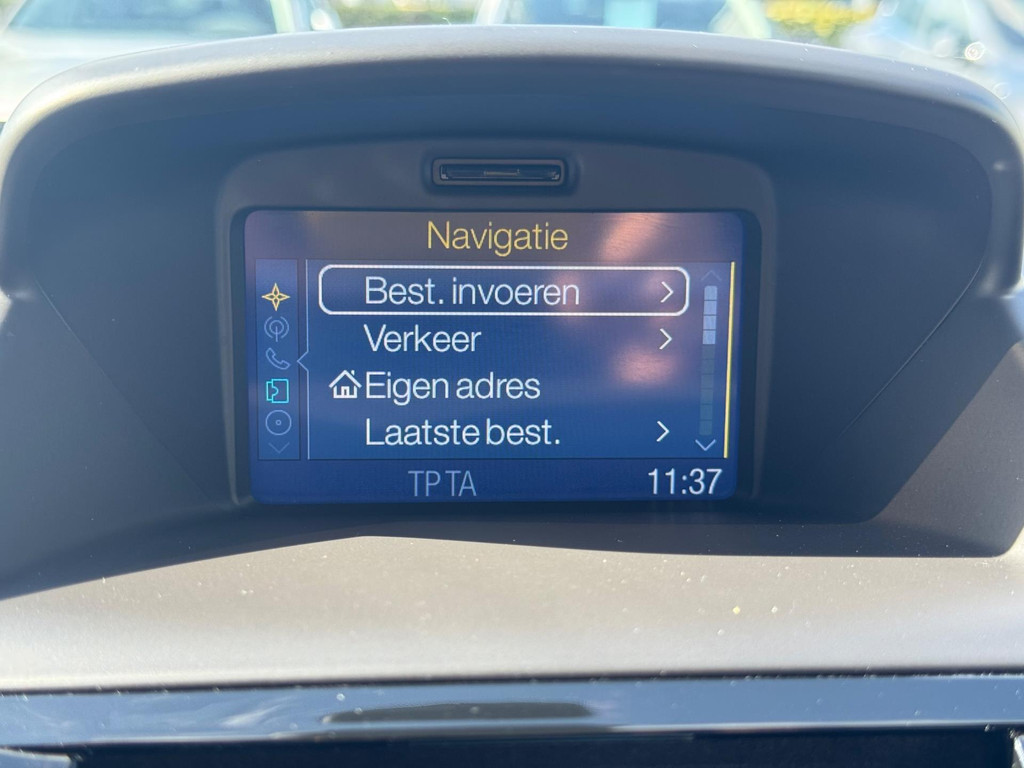 Navigatie
Best. invoeren
Verkeer
Eigen adres
Laatste best.
TP TA 11:37